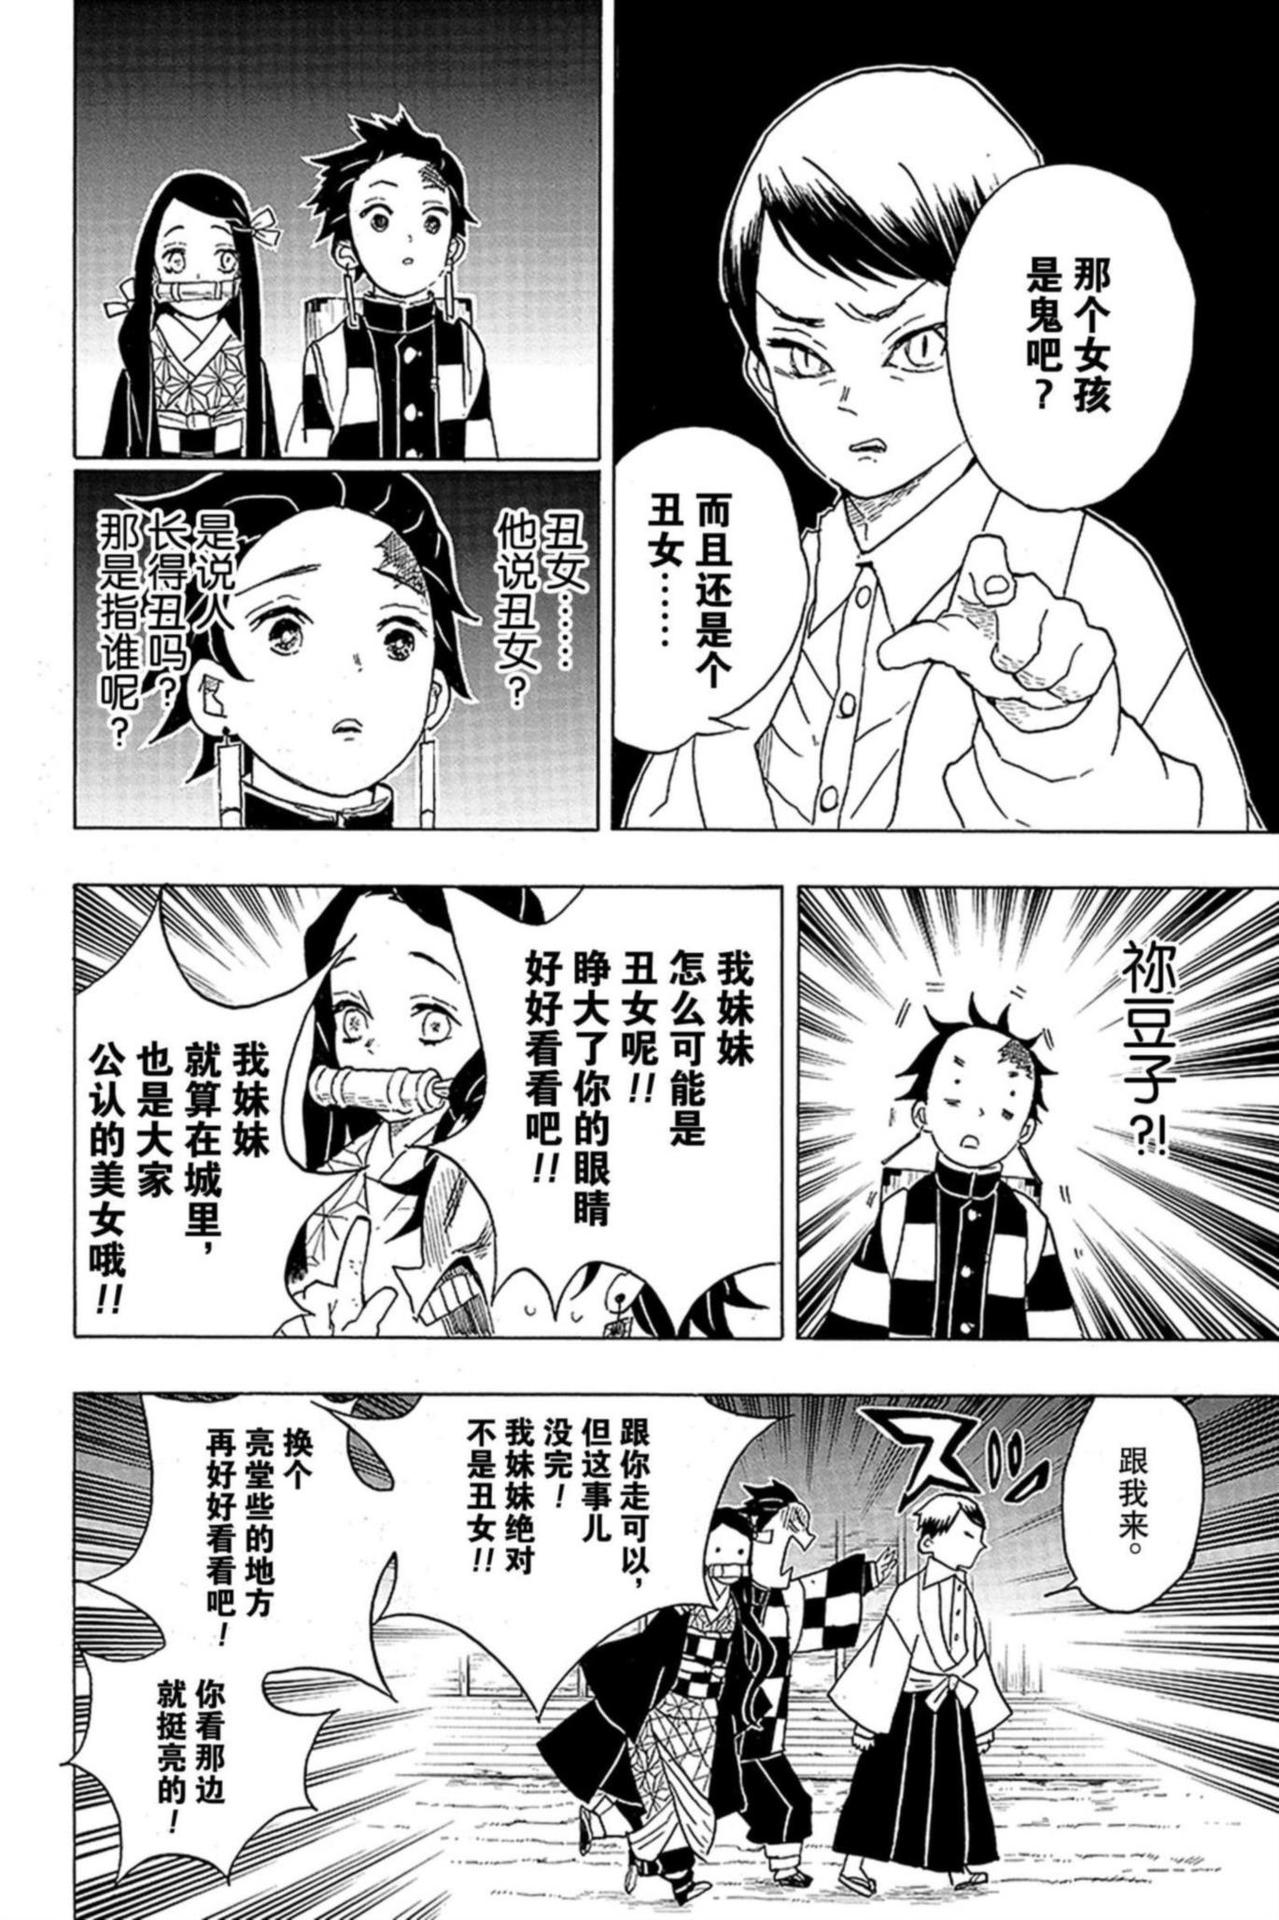 那个女孩
是鬼吧？
而且还是个
丑女……
丑女……
他说丑女？
是说人
长得丑吗？
那是指谁呢？
祢豆子?!
我妹妹
怎么可能是
丑女呢!!
睁大了你的眼睛
好好看看吧!!
我妹妹
就算在城里，
也是大家
公认的美女哦!!
跟我来。
跟你走可以，
但这事儿
没完！
我妹妹绝对
不是丑女!!
换个
亮堂些的地方
再好好看看吧！
你看那边
就挺亮的！